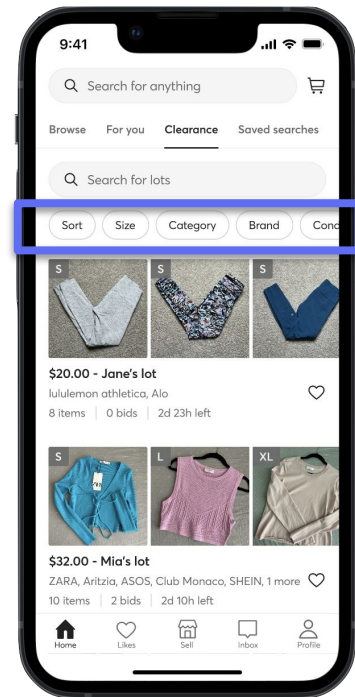 9:41
Search for anything
Browse For you Clearance Saved searches
Search for lots
Sort Size Category Brand Cond
S S S
$20.00 - Jane's lot
lululemon athletica, Alo
8 items | 0 bids | 2d 23h left
S L XL
$32.00 - Mia's lot
ZARA, Aritzia, ASOS, Club Monaco, SHEIN, 1 more
10 items | 2 bids | 2d 10h left
Home Likes Sell Inbox Profile